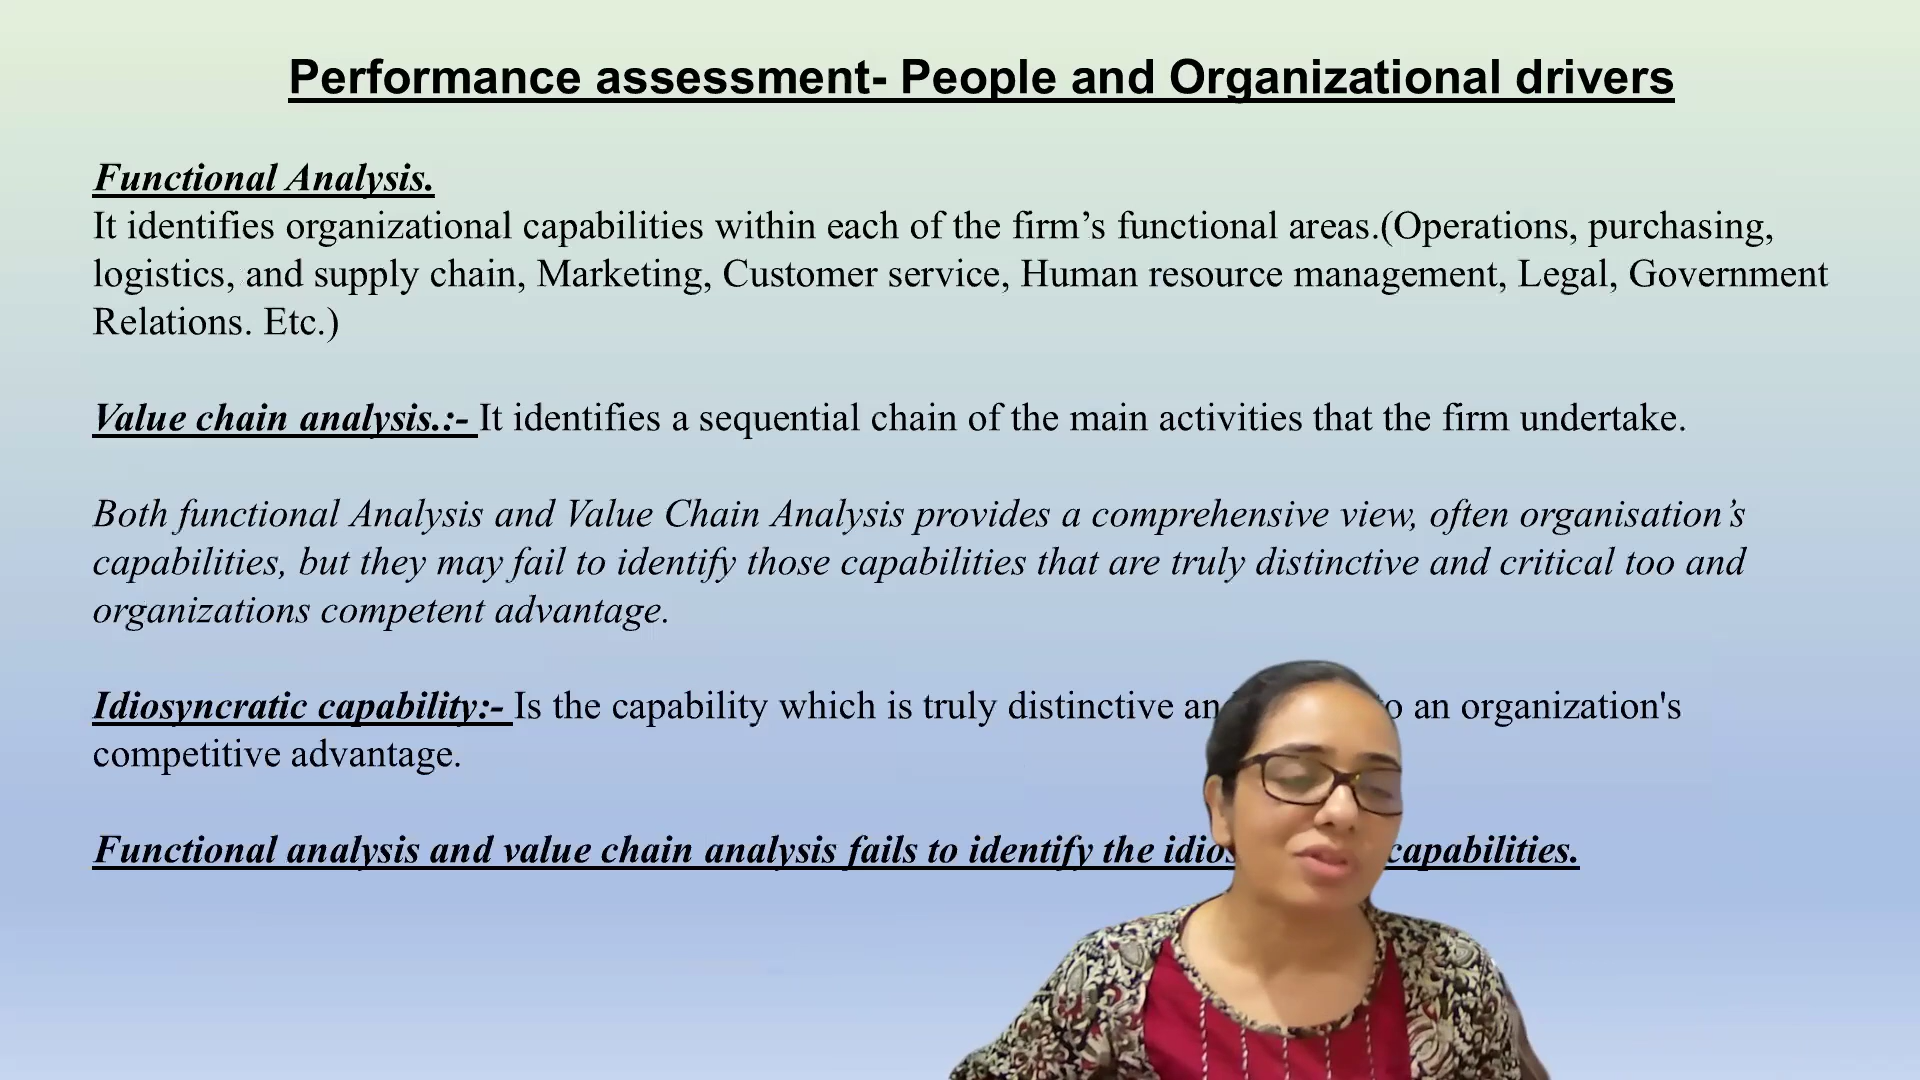 Performance assessment- People and Organizational drivers
Functional Analysis.
It identifies organizational capabilities within each of the firm’s functional areas.(Operations, purchasing,
logistics, and supply chain, Marketing, Customer service, Human resource management, Legal, Government
Relations. Etc.)
Value chain analysis.:- It identifies a sequential chain of the main activities that the firm undertake.
Both functional Analysis and Value Chain Analysis provides a comprehensive view, often organisation’s
capabilities, but they may fail to identify those capabilities that are truly distinctive and critical too and
organizations competent advantage.
Idiosyncratic capability:- Is the capability which is truly distinctive an organization's
competitive advantage.
Functional analysis and value chain analysis fails to identify the capabilities.